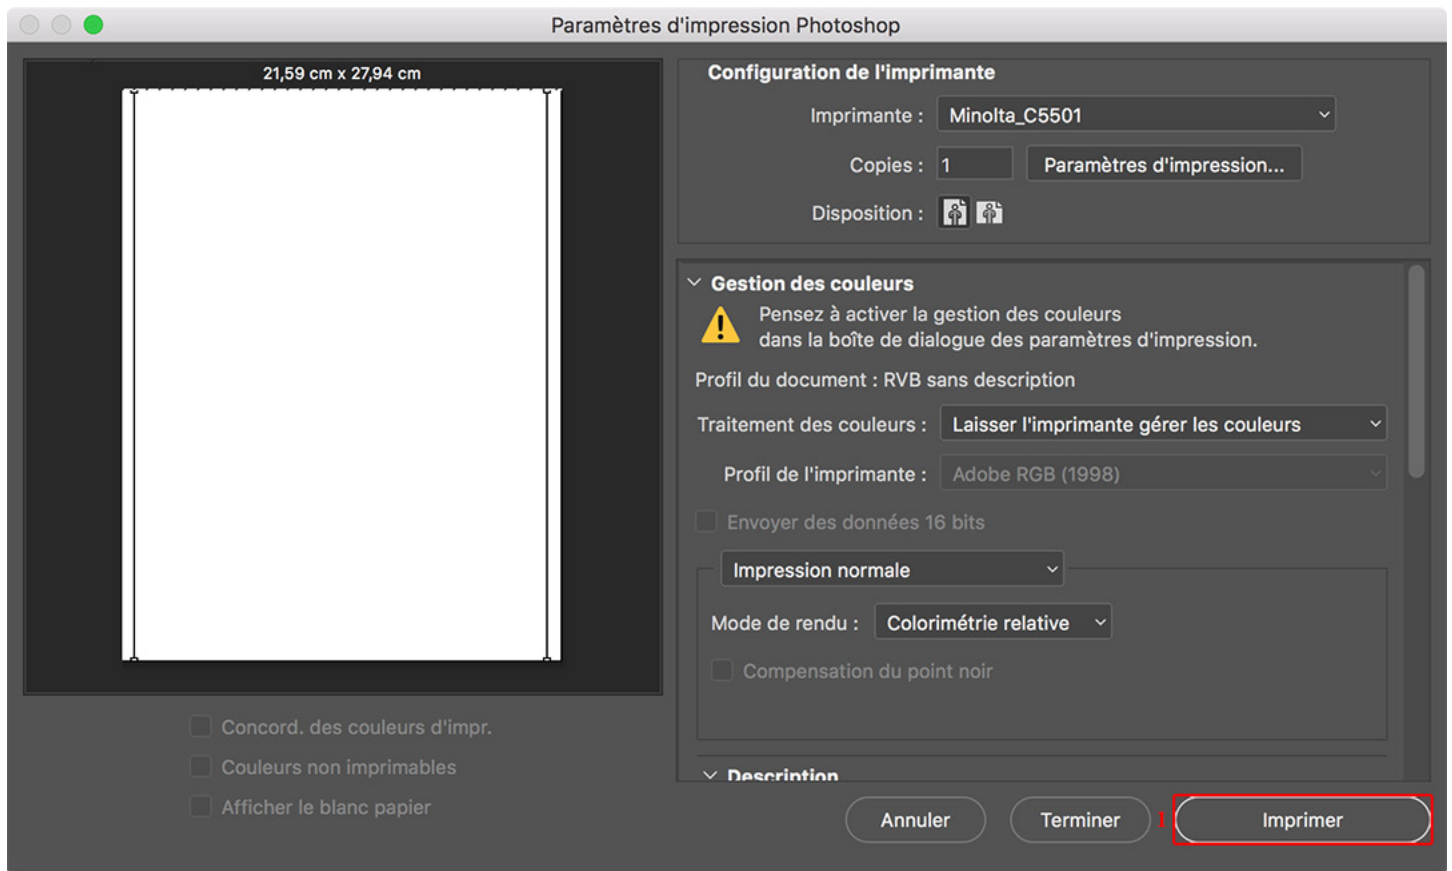 Paramètres d'impression Photoshop
21,59 cm x 27,94 cm
Configuration de l'imprimante
Imprimante : Minolta_C5501
Copies : 1 Paramètres d'impression...
Disposition :
Gestion des couleurs
Pensez à activer la gestion des couleurs
dans la boîte de dialogue des paramètres d'impression.
Profil du document : RVB sans description
Traitement des couleurs : Laisser l'imprimante gérer les couleurs
Profil de l'imprimante : Adobe RGB (1998)
Envoyer des données 16 bits
Impression normale
Mode de rendu : Colorimétrie relative
Compensation du point noir
Concord. des couleurs d'impr.
Couleurs non imprimables
Afficher le blanc papier
Description
Annuler Terminer 1 Imprimer